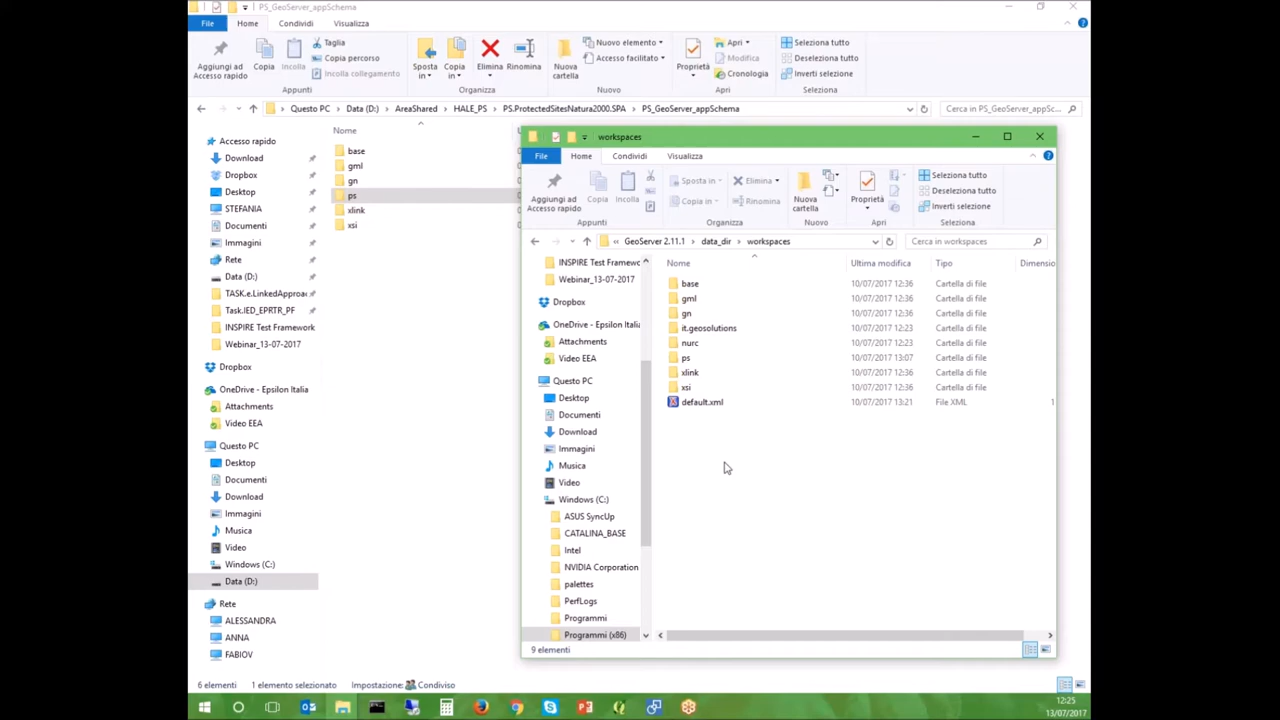 PS_GeoServer_appSchema
File Home Condividi Visualizza
Aggiungi ad Accesso rapido
Copia
Incolla
Taglia
Copia percorso
Incolla collegamento
Appunti
Sposta in
Copia in
Elimina
Rinomina
Organizza
Nuova cartella
Nuovo elemento
Accesso facilitato
Nuovo
Proprietà
Apri
Modifica
Cronologia
Apri
Seleziona tutto
Deseleziona tutto
Inverti selezione
Seleziona
Questo PC Data (D:) AreaShared HALE_PS PS.ProtectedSitesNatura2000.SPA PS_GeoServer_appSchema
Cerca in PS_GeoServer_appSc...
Accesso rapido
Download
Dropbox
Desktop
STEFANIA
Documenti
Immagini
Rete
Data (D:)
TASK.e.LinkedApproa
Task.IED_EPRTR_PF
INSPIRE Test Framework
Webinar_13-07-2017
Dropbox
OneDrive - Epsilon Italia
Attachments
Video EEA
Questo PC
Desktop
Documenti
Download
Immagini
Musica
Video
Windows (C:)
Data (D:)
Rete
ALESSANDRA
ANNA
FABIOV
Nome
base
gml
gn
ps
xlink
xsi
workspaces
File Home Condividi Visualizza
Aggiungi ad Accesso rapido
Copia
Incolla
Appunti
Sposta in
Copia in
Elimina
Rinomina
Organizza
Nuova cartella
Nuovo
Proprietà
Apri
Seleziona tutto
Deseleziona tutto
Inverti selezione
Seleziona
GeoServer 2.11.1 data_dir workspaces
Cerca in workspaces
INSPIRE Test Framewo
Webinar_13-07-2017
Dropbox
OneDrive - Epsilon Italia
Attachments
Video EEA
Questo PC
Desktop
Documenti
Download
Immagini
Musica
Video
Windows (C:)
ASUS SyncUp
CATALINA_BASE
Intel
NVIDIA Corporation
palettes
PerfLogs
Programmi
Programmi (x86)
Nome Ultima modifica Tipo Dimensio
base 10/07/2017 12:36 Cartella di file
gml 10/07/2017 12:36 Cartella di file
gn 10/07/2017 12:36 Cartella di file
it.geosolutions 10/07/2017 12:23 Cartella di file
nurc 10/07/2017 12:23 Cartella di file
ps 10/07/2017 13:07 Cartella di file
xlink 10/07/2017 12:36 Cartella di file
xsi 10/07/2017 12:36 Cartella di file
default.xml 10/07/2017 13:21 File XML 1
9 elementi
6 elementi 1 elemento selezionato Impostazione: Condiviso
12:25
13/07/2017